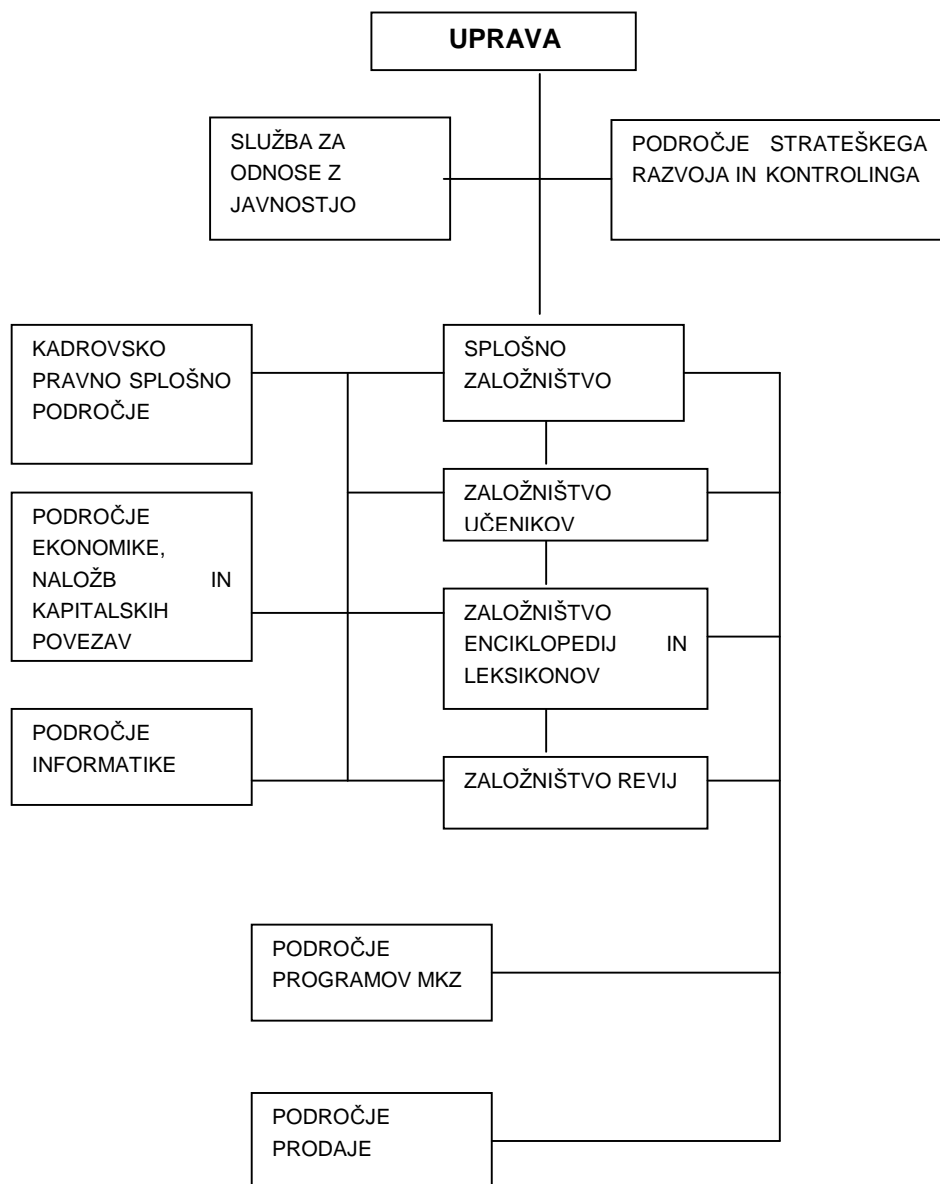 UPRAVA
SLUŽBA ZA
ODNOSE Z
JAVNOSTJO
PODROČJE STRATEŠKEGA
RAZVOJA IN KONTROLINGA
KADROVSKO
PRAVNO SPLOŠNO
PODROČJE
SPLOŠNO
ZALOŽNIŠTVO
ZALOŽNIŠTVO
UČENIKOV
PODROČJE
EKONOMIKE,
NALOŽB IN
KAPITALSKIH
POVEZAV
ZALOŽNIŠTVO
ENCIKLOPEDIJ IN
LEKSIKONOV
PODROČJE
INFORMATIKE
ZALOŽNIŠTVO REVIJ
PODROČJE
PROGRAMOV MKZ
PODROČJE
PRODAJE